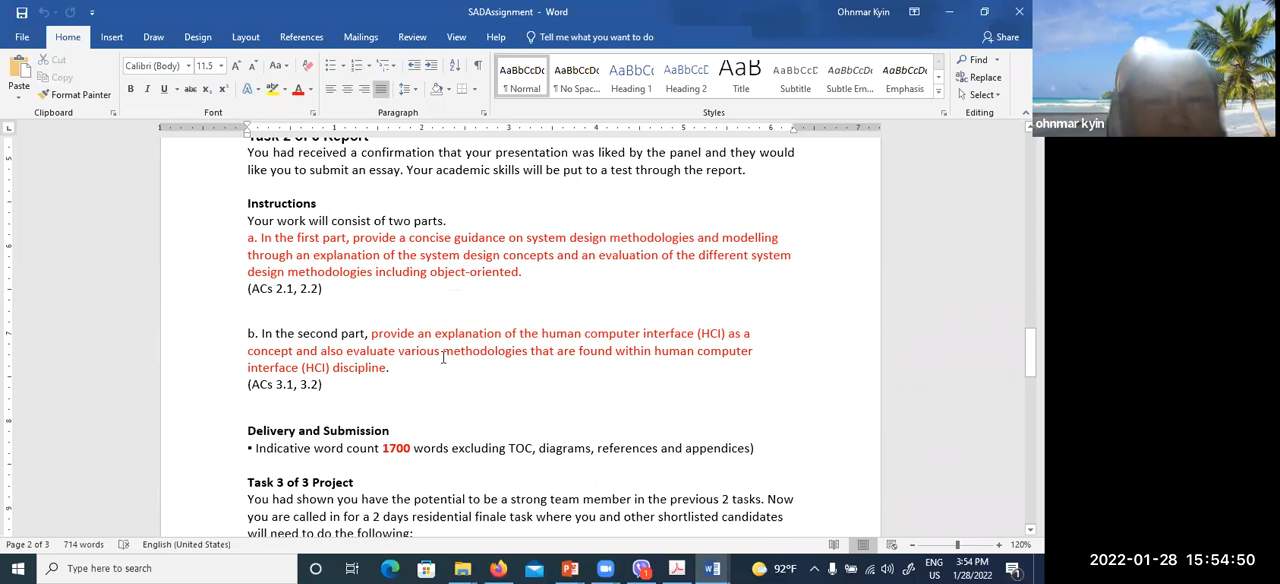 SADAssignment - Word
Ohnmar Kyin
File Home Insert Draw Design Layout References Mailings Review View Help Tell me what you want to do Share
Cut
Copy
Format Painter
Paste
Calibri (Body) 11.5
AaBbCcDc AaBbCcDc AaBbCc AaBbCcD AaB AaBbCcD AaBbCcDc AaBbCcDc
¶ Normal ¶ No Spac... Heading 1 Heading 2 Title Subtitle Subtle Em... Emphasis
Find
Replace
Select
Clipboard Font Paragraph Styles Editing
ohnmar kyin
You had received a confirmation that your presentation was liked by the panel and they would
like you to submit an essay. Your academic skills will be put to a test through the report.
Instructions
Your work will consist of two parts.
a. In the first part, provide a concise guidance on system design methodologies and modelling
through an explanation of the system design concepts and an evaluation of the different system
design methodologies including object-oriented.
(ACs 2.1, 2.2)
b. In the second part, provide an explanation of the human computer interface (HCI) as a
concept and also evaluate various methodologies that are found within human computer
interface (HCI) discipline.
(ACs 3.1, 3.2)
Delivery and Submission
▪ Indicative word count 1700 words excluding TOC, diagrams, references and appendices)
Task 3 of 3 Project
You had shown you have the potential to be a strong team member in the previous 2 tasks. Now
you are called in for a 2 days residential finale task where you and other shortlisted candidates
will need to do the following:
Page 2 of 3 714 words English (United States) 120%
Type here to search
92°F
ENG
US
3:54 PM
1/28/2022
2022-01-28 15:54:50